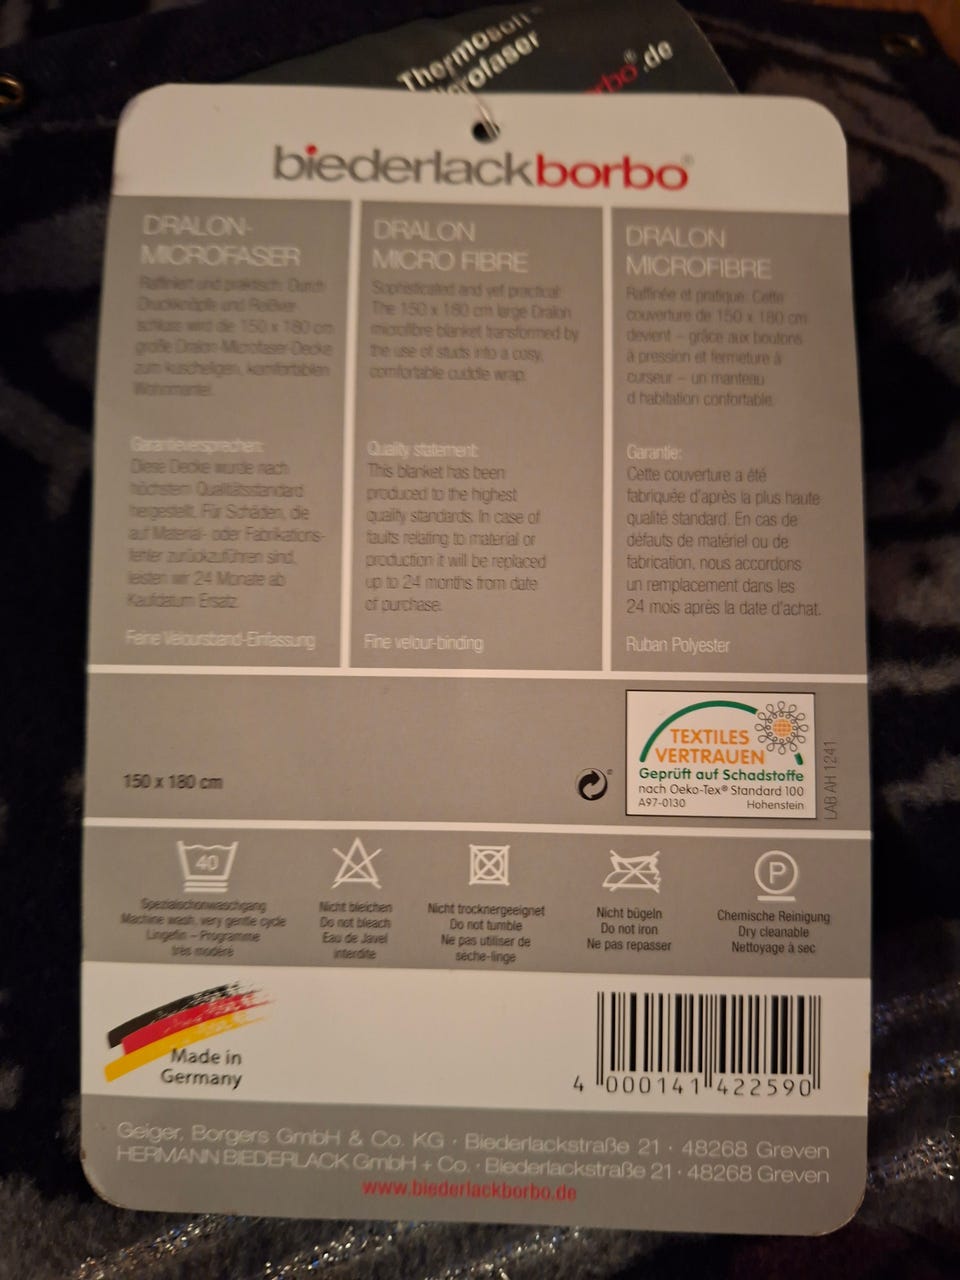 Thermosoft
Microfaser
borbo®.de
biederlackborbo®
DRALON-
MICROFASER
Raffiniert und praktisch: Durch
Druckknöpfe und Reißver-
schluss wird die 150 x 180 cm
große Dralon-Microfaser-Decke
zum kuscheligen, komfortablen
Wohnmantel.
Garantieversprechen:
Diese Decke wurde nach
höchstem Qualitätsstandard
hergestellt. Für Schäden, die
auf Material- oder Fabrikations-
fehler zurückzuführen sind,
leisten wir 24 Monate ab
Kaufdatum Ersatz.
Feine Veloursband-Einfassung
DRALON
MICRO FIBRE
Sophisticated and yet practical:
The 150 x 180 cm large Dralon
microfibre blanket transformed by
the use of studs into a cosy,
comfortable cuddle wrap.
Quality statement:
This blanket has been
produced to the highest
quality standards. In case of
faults relating to material or
production it will be replaced
up to 24 months from date
of purchase.
Fine velour-binding
DRALON
MICROFIBRE
Raffinée et pratique: Cette
couverture de 150 x 180 cm
devient – grâce aux boutons
à pression et fermeture à
curseur – un manteau
d habitation confortable.
Garantie:
Cette couverture a été
fabriquée d'après la plus haute
qualité standard. En cas de
défauts de matériel ou de
fabrication, nous accordons
un remplacement dans les
24 mois après la date d'achat.
Ruban Polyester
150 x 180 cm
TEXTILES
VERTRAUEN
Geprüft auf Schadstoffe
nach Oeko-Tex® Standard 100
A97-0130 Hohenstein
LAB AH 1241
40
Spezialschonwaschgang
Machine wash, very gentle cycle
Lingefin – Programme
très modéré
Nicht bleichen
Do not bleach
Eau de Javel
interdite
Nicht trocknergeeignet
Do not tumble
Ne pas utiliser de
sèche-linge
Nicht bügeln
Do not iron
Ne pas repasser
P
Chemische Reinigung
Dry cleanable
Nettoyage à sec
Made in
Germany
4 000141 422590
Geiger, Borgers GmbH & Co. KG · Biederlackstraße 21 · 48268 Greven
HERMANN BIEDERLACK GmbH + Co. · Biederlackstraße 21 · 48268 Greven
www.biederlackborbo.de